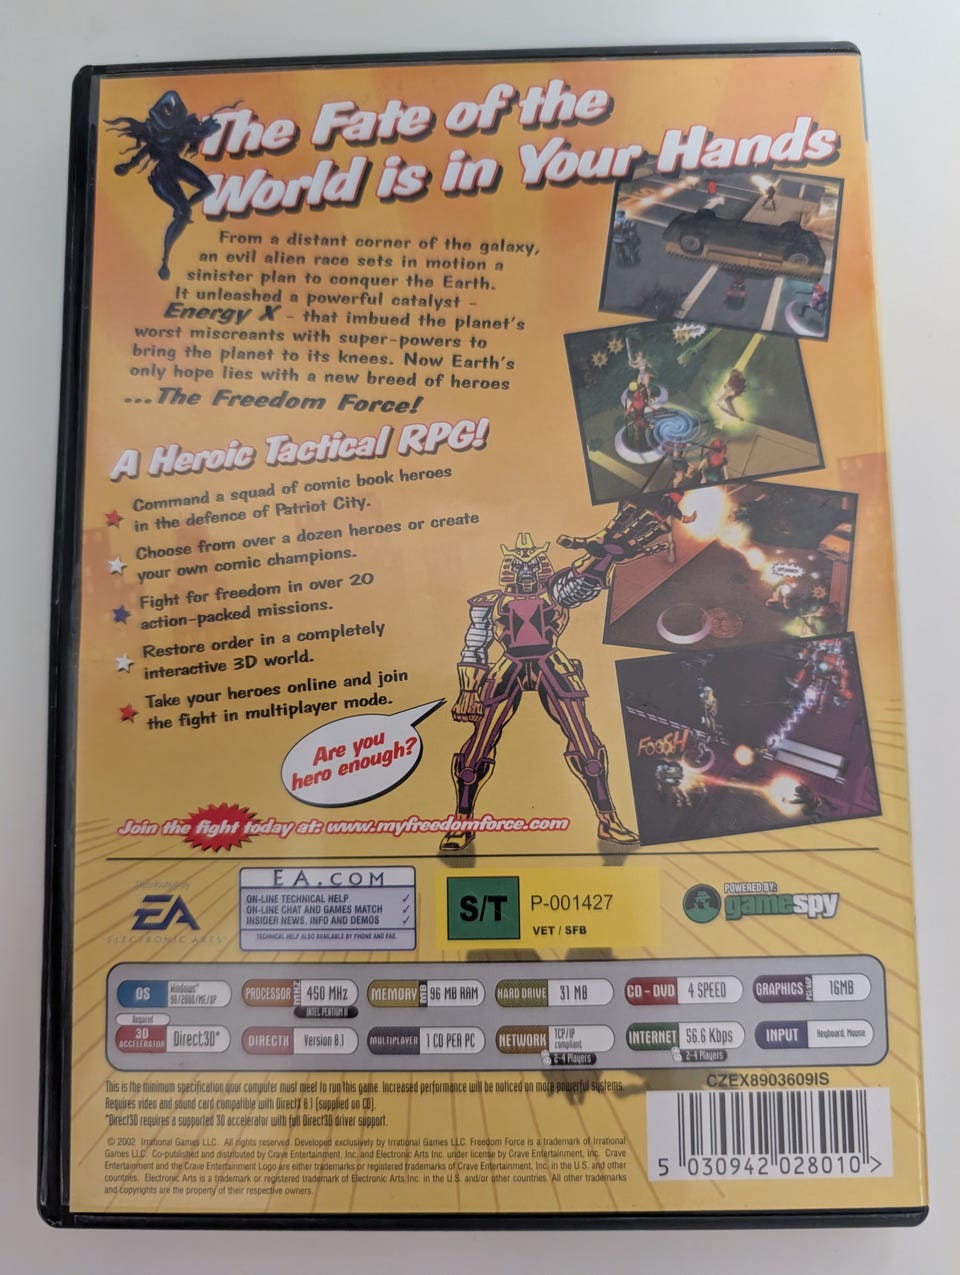 The Fate of the
World is in Your Hands
From a distant corner of the galaxy,
an evil alien race sets in motion a
sinister plan to conquer the Earth.
It unleashed a powerful catalyst –
Energy X – that imbued the planet's
worst miscreants with super-powers to
bring the planet to its knees. Now Earth's
only hope lies with a new breed of heroes
...The Freedom Force!
A Heroic Tactical RPG!
Command a squad of comic book heroes
in the defence of Patriot City.
Choose from over a dozen heroes or create
your own comic champions.
Fight for freedom in over 20
action-packed missions.
Restore order in a completely
interactive 3D world.
Take your heroes online and join
the fight in multiplayer mode.
Are you
hero enough?
FOOSH
Join the fight today at: www.myfreedomforce.com
Distributed by
EA
ELECTRONIC ARTS™
EA.COM
ON-LINE TECHNICAL HELP ✓
ON-LINE CHAT AND GAMES MATCH ✓
INSIDER NEWS, INFO AND DEMOS ✓
TECHNICAL HELP ALSO AVAILABLE BY PHONE AND FAX.
S/T P-001427
VET / SFB
POWERED BY:
gamespy
OS Windows® 98/2000/ME/XP
PROCESSOR MHZ 450 MHz INTEL PENTIUM II
MEMORY MB 96 MB RAM
HARD DRIVE 31 MB
CD-DVD 4 SPEED
GRAPHICS 16MB
Required
3D ACCELERATOR Direct3D*
DIRECTX Version 8.1
MULTIPLAYER 1 CD PER PC
NETWORK TCP/IP compliant 2-4 Players
INTERNET 56.6 Kbps 2-4 Players
INPUT Keyboard, Mouse
This is the minimum specification your computer must meet to run this game. Increased performance will be noticed on more powerful systems.
Requires video and sound card compatible with DirectX 8.1 (supplied on CD).
*Direct3D requires a supported 3D accelerator with full Direct3D driver support.
CZEX8903609IS
© 2002 Irrational Games LLC. All rights reserved. Developed exclusively by Irrational Games LLC. Freedom Force is a trademark of Irrational
Games LLC. Co-published and distributed by Crave Entertainment, Inc. and Electronic Arts Inc. under license by Crave Entertainment, Inc. Crave
Entertainment and the Crave Entertainment Logo are either trademarks or registered trademarks of Crave Entertainment, Inc. in the U.S. and other
countries. Electronic Arts is a trademark or registered trademark of Electronic Arts Inc. in the U.S. and/or other countries. All other trademarks
and copyrights are the property of their respective owners.
5 030942 028010 >